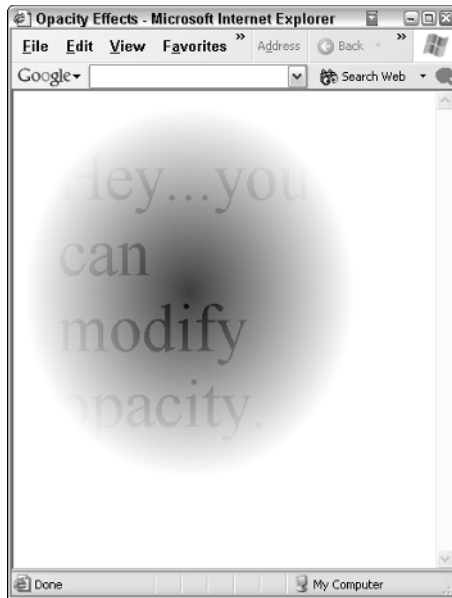 Opacity Effects - Microsoft Internet Explorer
File Edit View Favorites » Address Back »
Google Search Web
Hey...you
can
modify
opacity.
Done My Computer